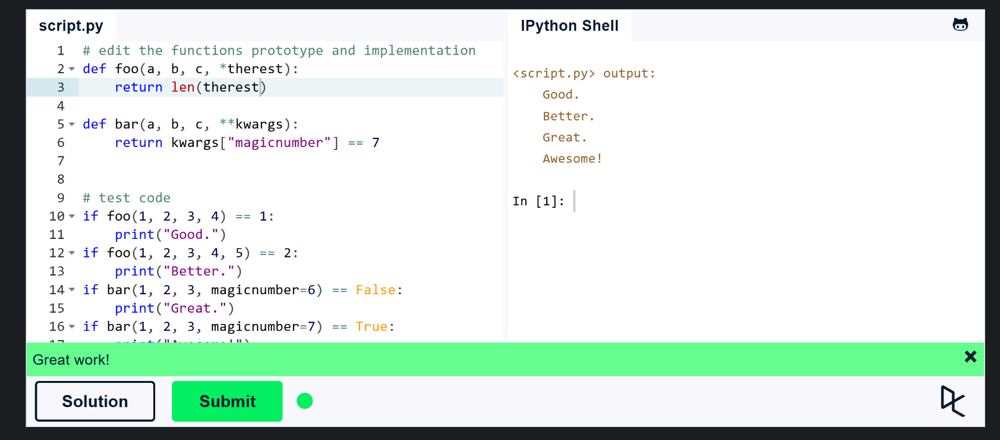 script.py
1 # edit the functions prototype and implementation
2 def foo(a, b, c, *therest):
3     return len(therest)
4
5 def bar(a, b, c, **kwargs):
6     return kwargs["magicnumber"] == 7
7
8
9 # test code
10 if foo(1, 2, 3, 4) == 1:
11     print("Good.")
12 if foo(1, 2, 3, 4, 5) == 2:
13     print("Better.")
14 if bar(1, 2, 3, magicnumber=6) == False:
15     print("Great.")
16 if bar(1, 2, 3, magicnumber=7) == True:
17     print("Awesome!")
IPython Shell
<script.py> output:
    Good.
    Better.
    Great.
    Awesome!
In [1]:
Great work!
Solution
Submit